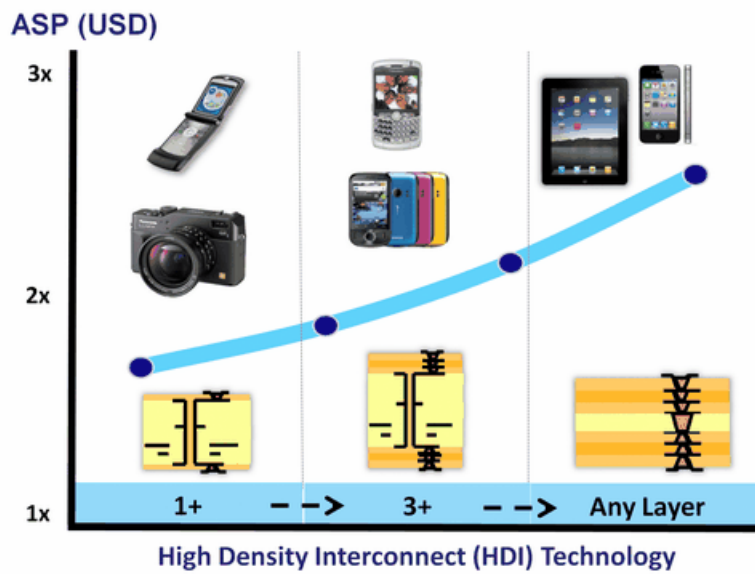 ASP (USD)
3x
2x
1x
1+
3+
Any Layer
High Density Interconnect (HDI) Technology